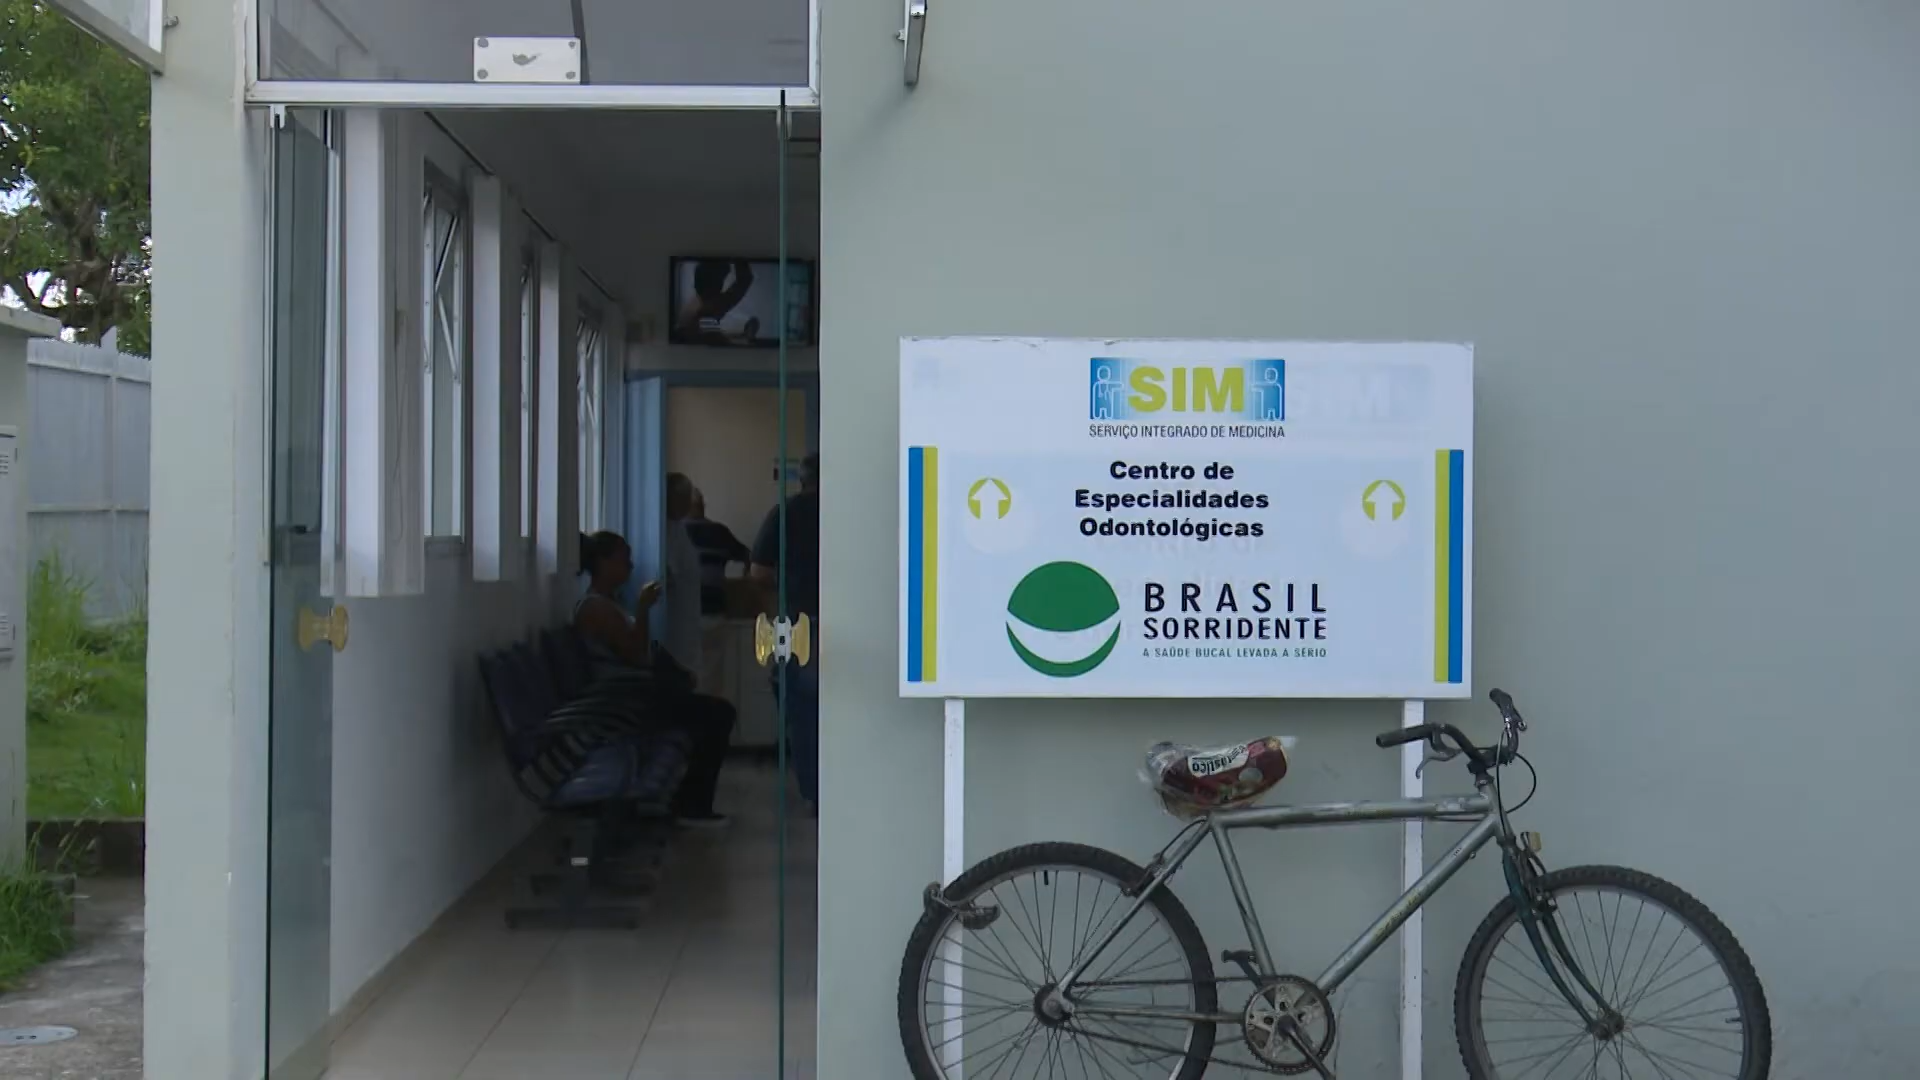 SIM
SERVIÇO INTEGRADO DE MEDICINA
Centro de
Especialidades
Odontológicas
BRASIL
SORRIDENTE
A SAÚDE BUCAL LEVADA A SÉRIO